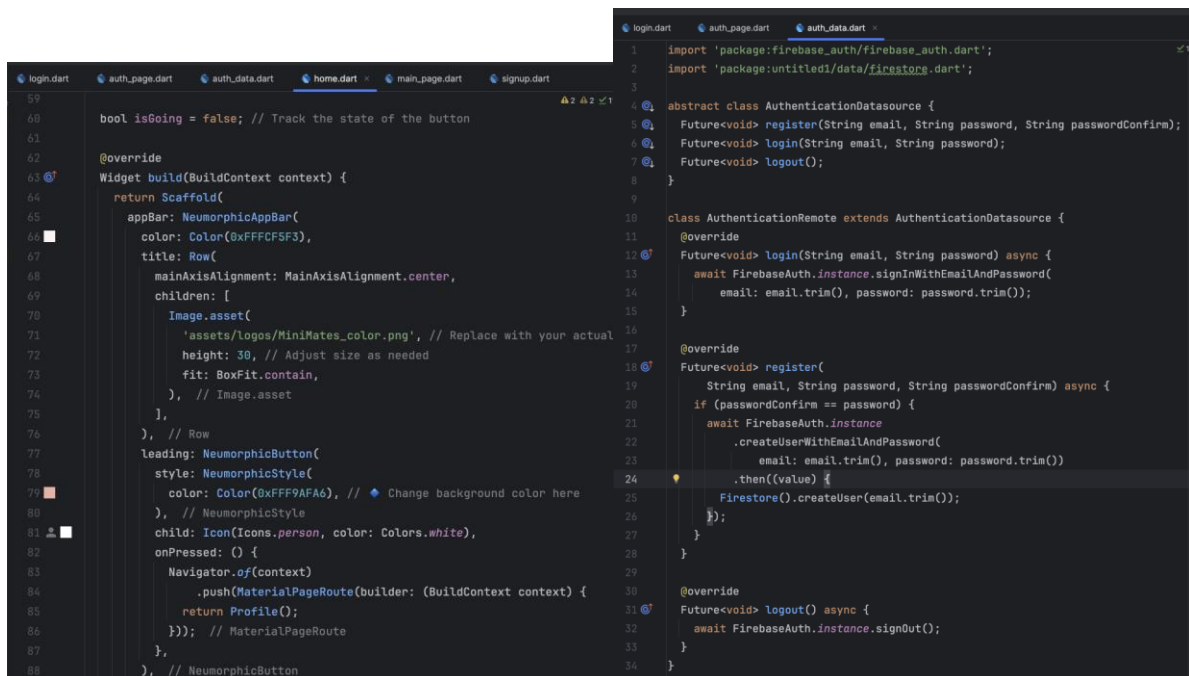 login.dart auth_page.dart auth_data.dart home.dart × main_page.dart signup.dart
2 2 1
59
60 bool isGoing = false; // Track the state of the button
61
62 @override
63 Widget build(BuildContext context) {
64 return Scaffold(
65 appBar: NeumorphicAppBar(
66 color: Color(0xFFFCF5F3),
67 title: Row(
68 mainAxisAlignment: MainAxisAlignment.center,
69 children: [
70 Image.asset(
71 'assets/logos/MiniMates_color.png', // Replace with your actual
72 height: 30, // Adjust size as needed
73 fit: BoxFit.contain,
74 ), // Image.asset
75 ],
76 ), // Row
77 leading: NeumorphicButton(
78 style: NeumorphicStyle(
79 color: Color(0xFFF9AFA6), // 🔹 Change background color here
80 ), // NeumorphicStyle
81 child: Icon(Icons.person, color: Colors.white),
82 onPressed: () {
83 Navigator.of(context)
84 .push(MaterialPageRoute(builder: (BuildContext context) {
85 return Profile();
86 })); // MaterialPageRoute
87 },
88 ), // NeumorphicButton
login.dart auth_page.dart auth_data.dart ×
1 import 'package:firebase_auth/firebase_auth.dart';
2 import 'package:untitled1/data/firestore.dart';
3
4 abstract class AuthenticationDatasource {
5 Future<void> register(String email, String password, String passwordConfirm);
6 Future<void> login(String email, String password);
7 Future<void> logout();
8 }
9
10 class AuthenticationRemote extends AuthenticationDatasource {
11 @override
12 Future<void> login(String email, String password) async {
13 await FirebaseAuth.instance.signInWithEmailAndPassword(
14 email: email.trim(), password: password.trim());
15 }
16
17 @override
18 Future<void> register(
19 String email, String password, String passwordConfirm) async {
20 if (passwordConfirm == password) {
21 await FirebaseAuth.instance
22 .createUserWithEmailAndPassword(
23 email: email.trim(), password: password.trim())
24 .then((value) {
25 Firestore().createUser(email.trim());
26 });
27 }
28 }
29
30 @override
31 Future<void> logout() async {
32 await FirebaseAuth.instance.signOut();
33 }
34 }